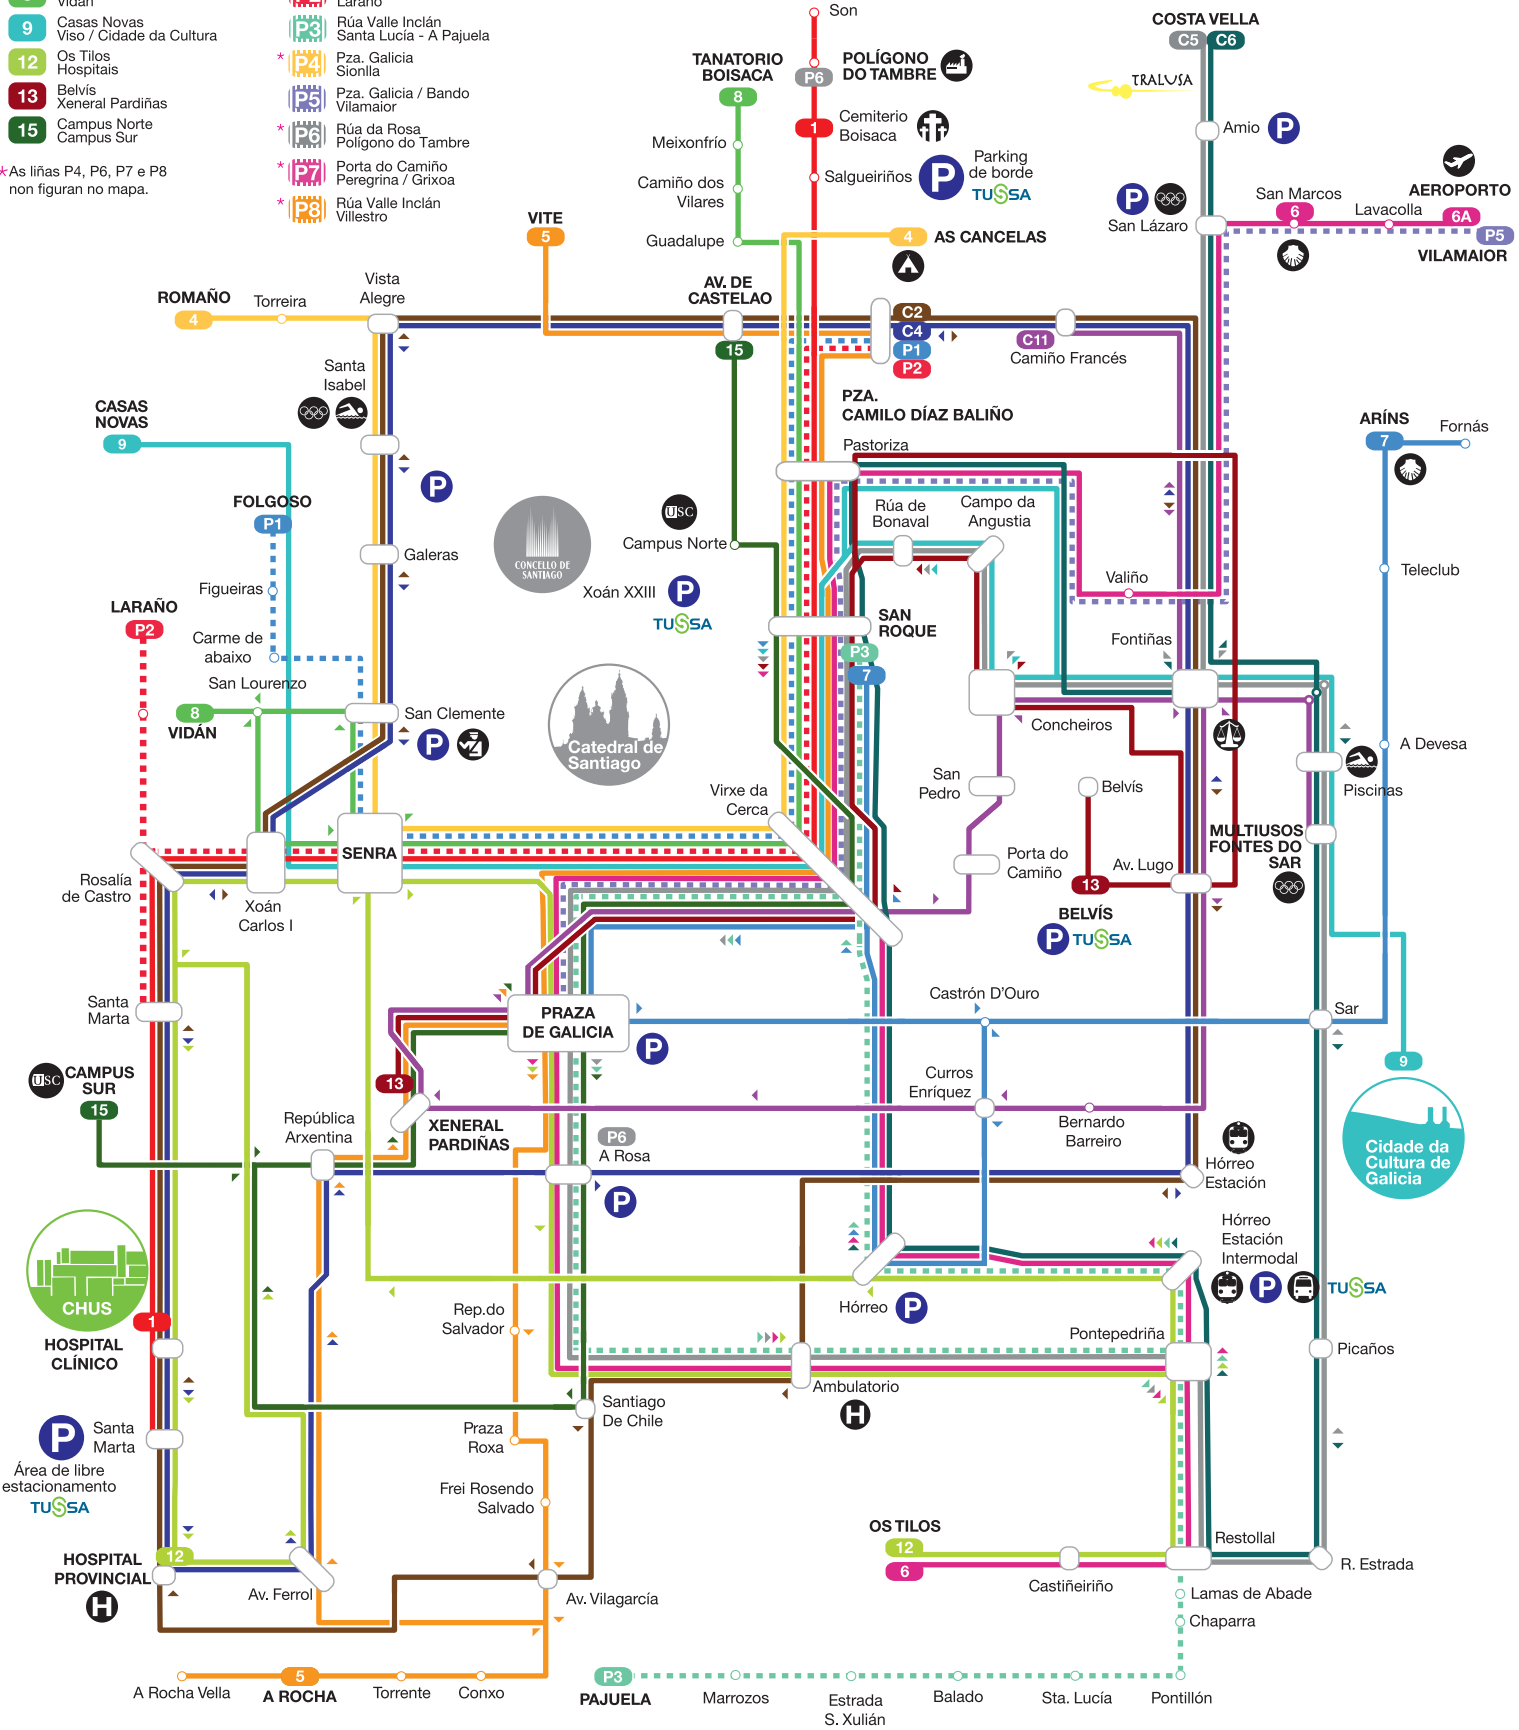 Vidán
9
Casas Novas
Viso / Cidade da Cultura
12
Os Tilos
Hospitais
13
Belvís
Xeneral Pardiñas
15
Campus Norte
Campus Sur
*As liñas P4, P6, P7 e P8
non figuran no mapa.
Laraño
P3
Rúa Valle Inclán
Santa Lucía - A Pajuela
* P4
Pza. Galicia
Sionlla
P5
Pza. Galicia / Bando
Vilamaior
* P6
Rúa da Rosa
Polígono do Tambre
* P7
Porta do Camiño
Peregrina / Grixoa
* P8
Rúa Valle Inclán
Villestro
Son
P6
POLÍGONO
DO TAMBRE
TANATORIO
BOISACA
8
1
Cemiterio
Boisaca
Meixonfrío
Salgueiriños
P
Parking
de borde
TUSSA
Camiño dos
Vilares
Guadalupe
4
AS CANCELAS
COSTA VELLA
C5
C6
TRALUSA
Amio
P
P
San Lázaro
San Marcos
6
Lavacolla
AEROPORTO
6A
P5
VILAMAIOR
VITE
5
AV. DE
CASTELAO
15
Vista
Alegre
ROMAÑO
4
Torreira
C2
C4
P1
P2
C11
Camiño Francés
PZA.
CAMILO DÍAZ BALIÑO
Santa
Isabel
CASAS
NOVAS
9
P
Pastoriza
ARÍNS
7
Fornás
FOLGOSO
P1
Galeras
CONCELLO DE
SANTIAGO
USC
Campus Norte
Rúa de
Bonaval
Campo da
Angustia
Teleclub
Valiño
Figueiras
Xoán XXIII
P
TUSSA
LARAÑO
P2
SAN
ROQUE
P3
7
Carme de
abaixo
Fontiñas
San Lourenzo
8
VIDÁN
San Clemente
P
Catedral de
Santiago
Concheiros
A Devesa
San
Pedro
Belvís
Piscinas
Virxe da
Cerca
MULTIUSOS
FONTES DO
SAR
SENRA
Porta do
Camiño
Av. Lugo
13
BELVÍS
P
TUSSA
Rosalía
de Castro
Xoán
Carlos I
Santa
Marta
PRAZA
DE GALICIA
P
Castrón D'Ouro
Sar
9
USC
CAMPUS
SUR
15
13
Curros
Enríquez
XENERAL
PARDIÑAS
República
Arxentina
P6
A Rosa
P
Bernardo
Barreiro
Cidade da
Cultura de
Galicia
Hórreo
Estación
Hórreo
Estación
Intermodal
P
TUSSA
CHUS
1
HOSPITAL
CLÍNICO
Hórreo
P
Rep.do
Salvador
Pontepedriña
Picaños
Ambulatorio
H
Santiago
De Chile
P
Santa
Marta
Área de libre
estacionamento
TUSSA
Praza
Roxa
Frei Rosendo
Salvado
OS TILOS
12
6
Restollal
Castiñeiriño
R. Estrada
12
HOSPITAL
PROVINCIAL
H
Av. Ferrol
Av. Vilagarcía
Lamas de Abade
Chaparra
A Rocha Vella
5
A ROCHA
Torrente
Conxo
P3
PAJUELA
Marrozos
Estrada
S. Xulián
Balado
Sta. Lucía
Pontillón